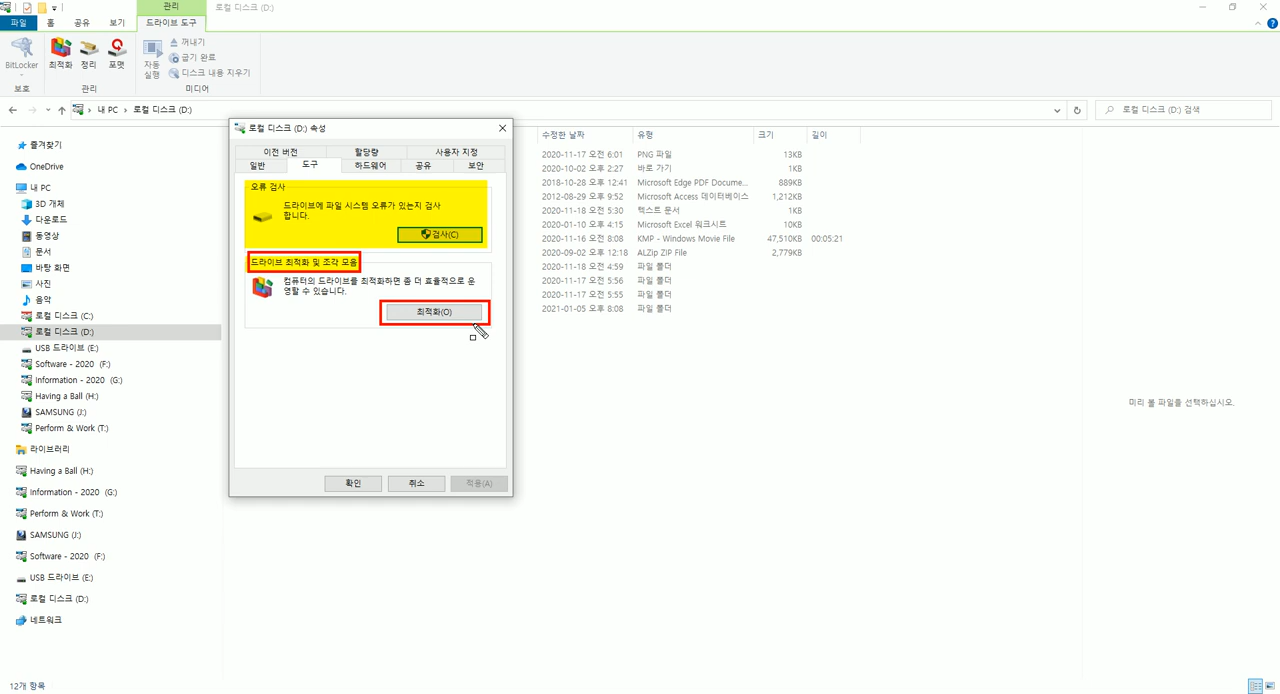 관리
로컬 디스크 (D:)
파일
홈
공유
보기
드라이브 도구
BitLocker
최적화
정리
포맷
자동
실행
꺼내기
굽기 완료
디스크 내용 지우기
보호
관리
미디어
내 PC
로컬 디스크 (D:)
로컬 디스크 (D:) 검색
즐겨찾기
OneDrive
내 PC
3D 개체
다운로드
동영상
문서
바탕 화면
사진
음악
로컬 디스크 (C:)
로컬 디스크 (D:)
USB 드라이브 (E:)
Software - 2020 (F:)
Information - 2020 (G:)
Having a Ball (H:)
SAMSUNG (J:)
Perform & Work (T:)
라이브러리
Having a Ball (H:)
Information - 2020 (G:)
Perform & Work (T:)
SAMSUNG (J:)
Software - 2020 (F:)
USB 드라이브 (E:)
로컬 디스크 (D:)
네트워크
로컬 디스크 (D:) 속성
이전 버전 할당량 사용자 지정
일반 도구 하드웨어 공유 보안
오류 검사
드라이브에 파일 시스템 오류가 있는지 검사
합니다.
검사(C)
드라이브 최적화 및 조각 모음
컴퓨터의 드라이브를 최적화하면 좀 더 효율적으로 운
영할 수 있습니다.
최적화(O)
확인 취소 적용(A)
수정한 날짜 유형 크기 길이
2020-11-17 오전 6:01 PNG 파일 13KB
2020-10-02 오후 2:27 바로 가기 1KB
2018-10-28 오후 12:41 Microsoft Edge PDF Docume... 889KB
2012-08-29 오후 9:52 Microsoft Access 데이터베이스 1,212KB
2020-11-18 오전 5:30 텍스트 문서 1KB
2020-01-10 오후 4:15 Microsoft Excel 워크시트 10KB
2020-11-16 오전 8:08 KMP - Windows Movie File 47,510KB 00:05:21
2020-09-02 오후 12:18 ALZip ZIP File 2,779KB
2020-11-18 오전 4:59 파일 폴더
2020-11-17 오전 5:56 파일 폴더
2020-11-17 오전 5:55 파일 폴더
2021-01-05 오후 8:08 파일 폴더
미리 볼 파일을 선택하십시오.
12개 항목